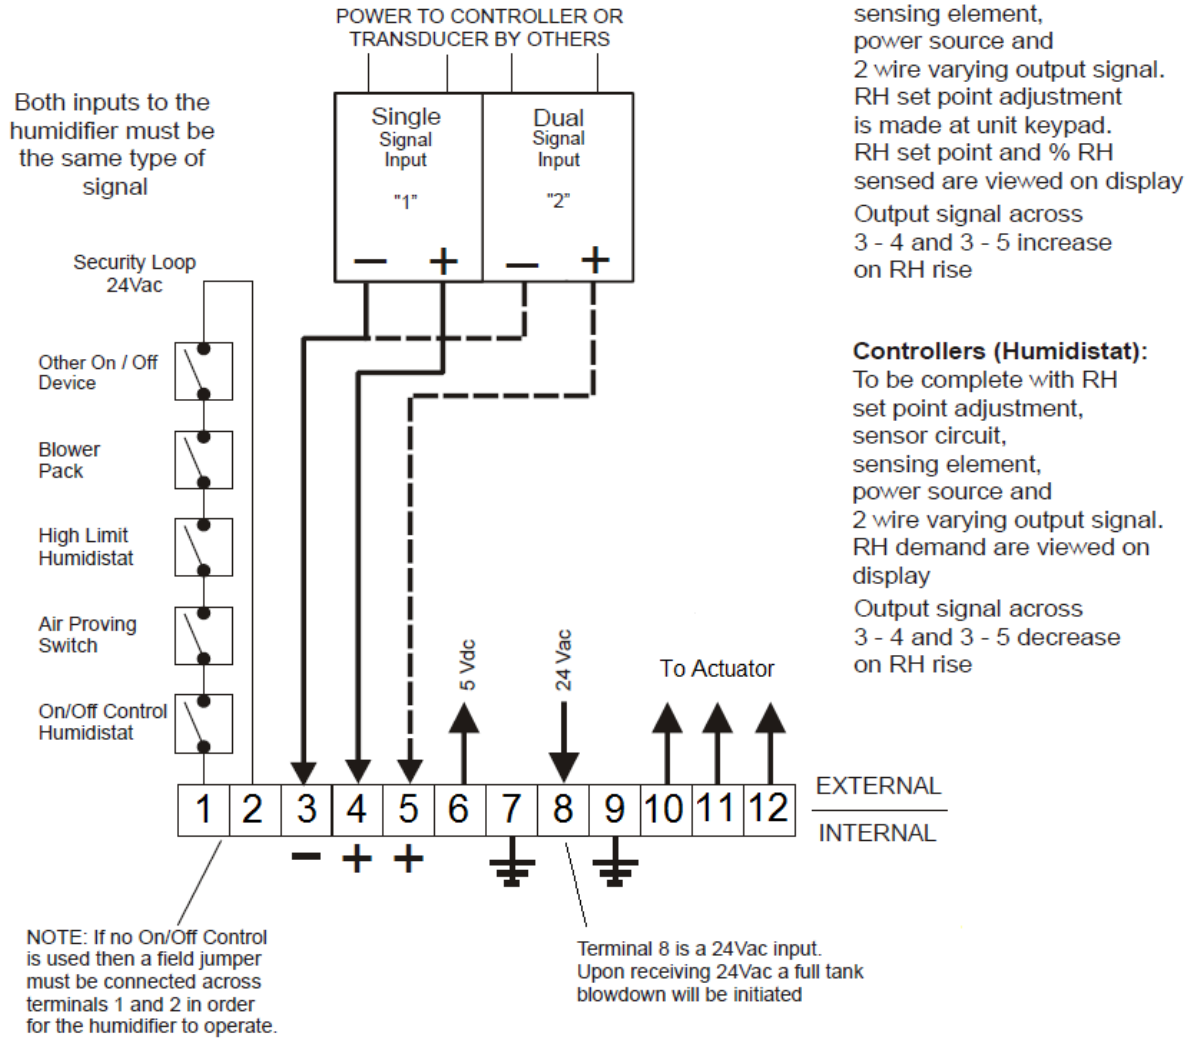 POWER TO CONTROLLER OR
TRANSDUCER BY OTHERS
Both inputs to the
humidifier must be
the same type of
signal
Single
Signal
Input
"1"
Dual
Signal
Input
"2"
− + − +
Security Loop
24Vac
Other On / Off
Device
Blower
Pack
High Limit
Humidistat
Air Proving
Switch
On/Off Control
Humidistat
5 Vdc
24 Vac
To Actuator
1 2 3 4 5 6 7 8 9 10 11 12
− + +
EXTERNAL
INTERNAL
NOTE: If no On/Off Control
is used then a field jumper
must be connected across
terminals 1 and 2 in order
for the humidifier to operate.
Terminal 8 is a 24Vac input.
Upon receiving 24Vac a full tank
blowdown will be initiated
sensing element,
power source and
2 wire varying output signal.
RH set point adjustment
is made at unit keypad.
RH set point and % RH
sensed are viewed on display
Output signal across
3 - 4 and 3 - 5 increase
on RH rise
Controllers (Humidistat):
To be complete with RH
set point adjustment,
sensor circuit,
sensing element,
power source and
2 wire varying output signal.
RH demand are viewed on
display
Output signal across
3 - 4 and 3 - 5 decrease
on RH rise